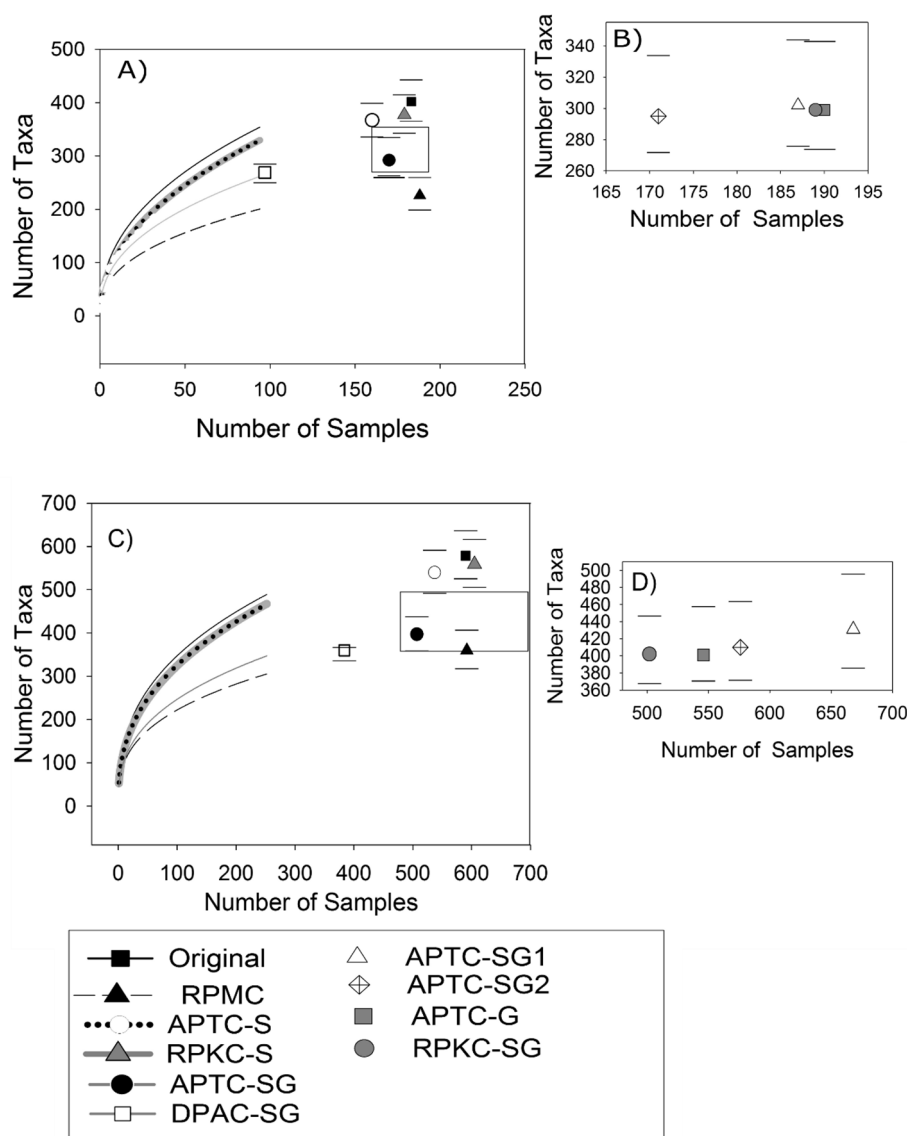 A)
500
400
300
200
100
0
Number of Taxa
0 50 100 150 200 250
Number of Samples
B)
340
320
300
280
260
Number of Taxa
165 170 175 180 185 190 195
Number of Samples
C)
700
600
500
400
300
200
100
0
Number of Taxa
0 100 200 300 400 500 600 700
Number of Samples
D)
500
480
460
440
420
400
380
360
Number of Taxa
500 550 600 650 700
Number of Samples
Original
RPMC
APTC-S
RPKC-S
APTC-SG
DPAC-SG
APTC-SG1
APTC-SG2
APTC-G
RPKC-SG